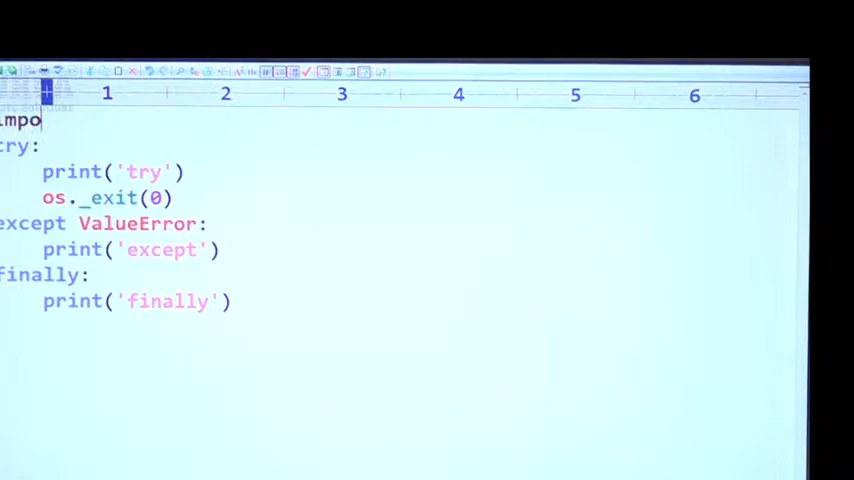 1 2 3 4 5 6
impo
try:
print('try')
os._exit(0)
except ValueError:
print('except')
finally:
print('finally')